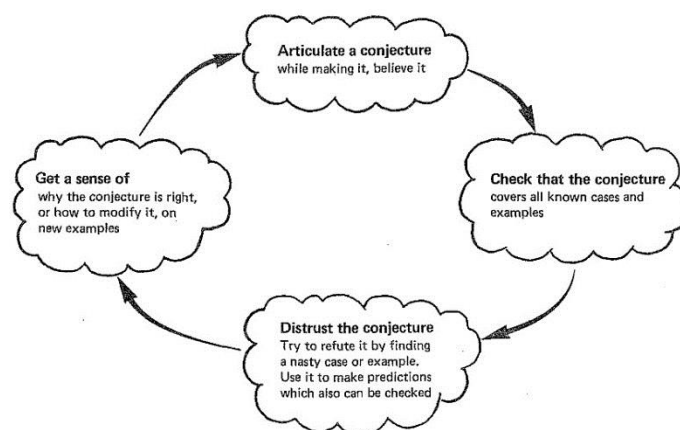 Articulate a conjecture
while making it, believe it
Check that the conjecture
covers all known cases and
examples
Distrust the conjecture
Try to refute it by finding
a nasty case or example.
Use it to make predictions
which also can be checked
Get a sense of
why the conjecture is right,
or how to modify it, on
new examples